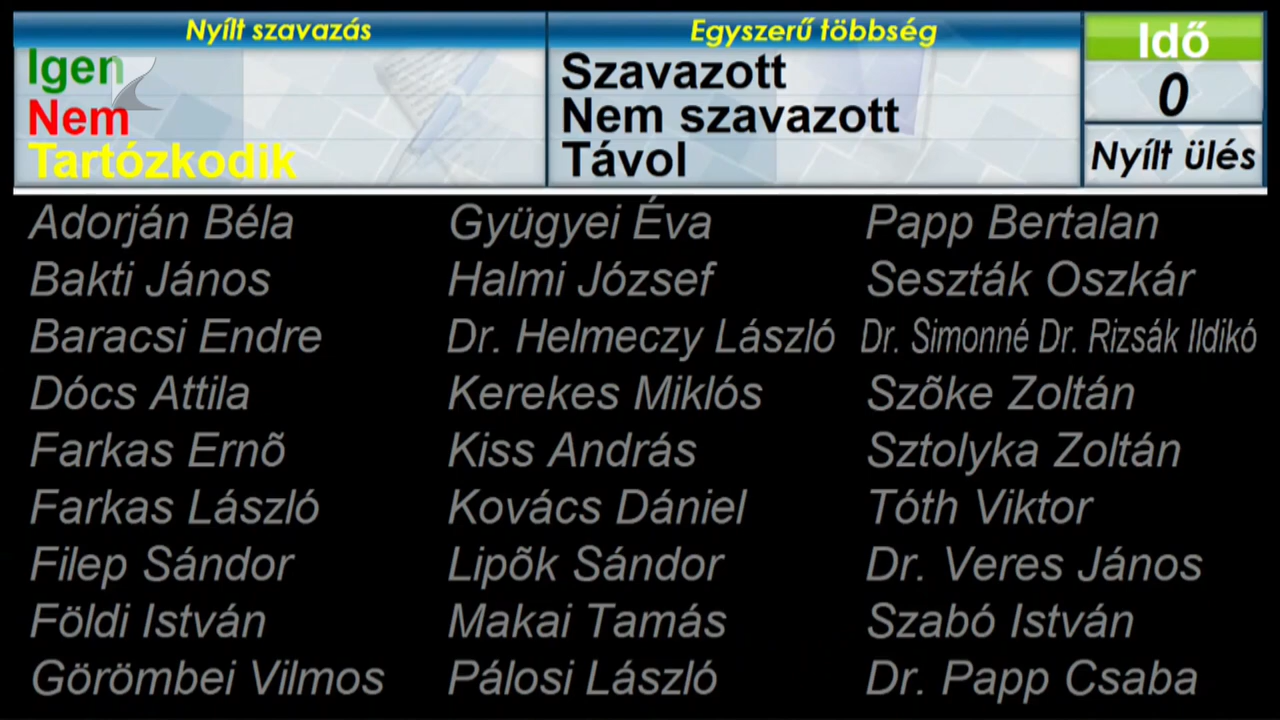 Nyílt szavazás
Igen
Nem
Tartózkodik
Egyszerű többség
Szavazott
Nem szavazott
Távol
Idő
0
Nyílt ülés
Adorján Béla
Bakti János
Baracsi Endre
Dócs Attila
Farkas Ernõ
Farkas László
Filep Sándor
Földi István
Görömbei Vilmos
Gyügyei Éva
Halmi József
Dr. Helmeczy László
Kerekes Miklós
Kiss András
Kovács Dániel
Lipõk Sándor
Makai Tamás
Pálosi László
Papp Bertalan
Seszták Oszkár
Dr. Simonné Dr. Rizsák Ildikó
Szõke Zoltán
Sztolyka Zoltán
Tóth Viktor
Dr. Veres János
Szabó István
Dr. Papp Csaba